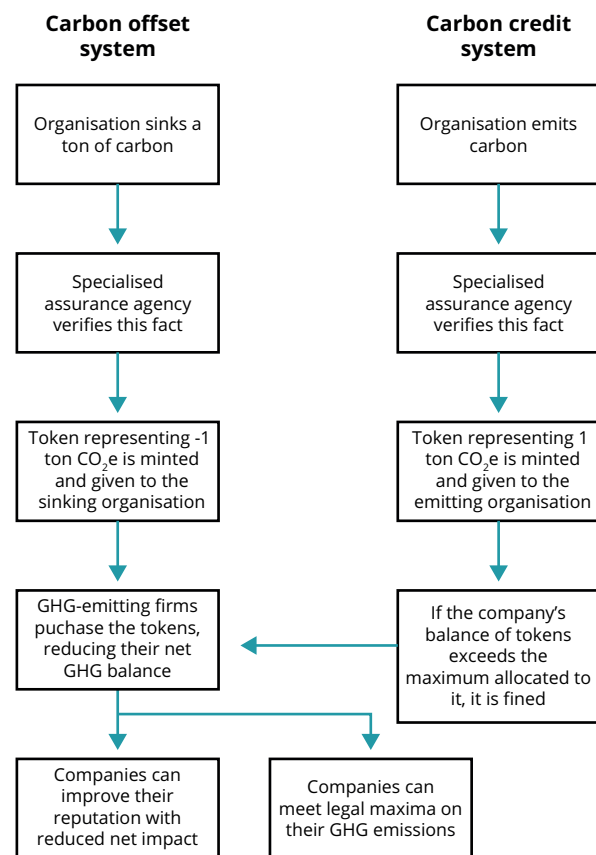 Carbon offset
system
Organisation sinks a
ton of carbon
Specialised
assurance agency
verifies this fact
Token representing -1
ton CO₂e is minted
and given to the
sinking organisation
GHG-emitting firms
puchase the tokens,
reducing their net
GHG balance
Companies can
improve their
reputation with
reduced net impact
Companies can
meet legal maxima on
their GHG emissions
Carbon credit
system
Organisation emits
carbon
Specialised
assurance agency
verifies this fact
Token representing 1
ton CO₂e is minted
and given to the
emitting organisation
If the company’s
balance of tokens
exceeds the
maximum allocated to
it, it is fined